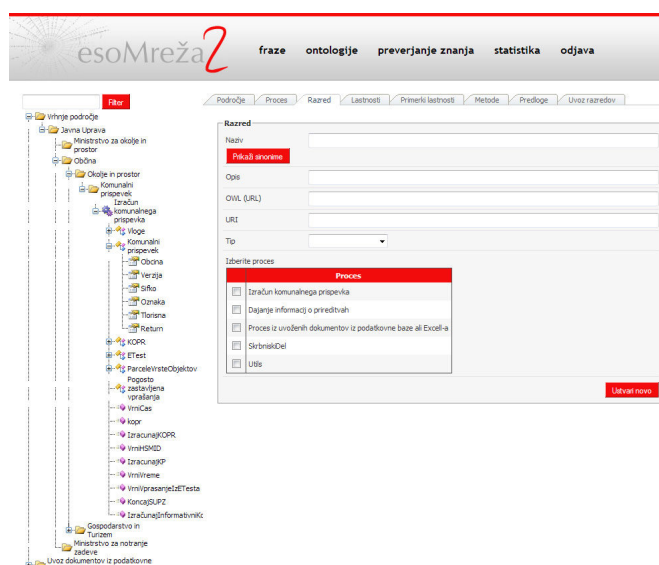 esoMreža2
fraze ontologije preverjanje znanja statistika odjava
Filter
Vrhnje področje
Javna Uprava
Ministrstvo za okolje in
prostor
Občina
Okolje in prostor
Komunalni
prispevek
Izračun
komunalnega
prispevka
Vloge
Komunalni
prispevek
Obcina
Verzija
Sifko
Oznaka
Tlorisna
Return
KOPR
ETest
ParceleVrsteObjektov
Pogosto
zastavljena
vprašanja
VrniCas
kopr
IzracunajKOPR
VrniHSMID
IzracunajKP
VrniVreme
VrniVprasanjeIzETesta
KoncajSUPZ
IzračunajInformativniKc
Gospodarstvo in
Turizem
Ministrstvo za notranje
zadeve
Uvoz dokumentov iz podatkovne
Področje Proces Razred Lastnosti Primerki lastnosti Metode Predloge Uvoz razredov
Razred
Naziv
Prikaži sinonime
Opis
OWL (URL)
URI
Tip
Izberite proces
Proces
Izračun komunalnega prispevka
Dajanje informacij o prireditvah
Proces iz uvoženih dokumentov iz podatkovne baze ali Excell-a
SkrbniskiDel
Utils
Ustvari novo